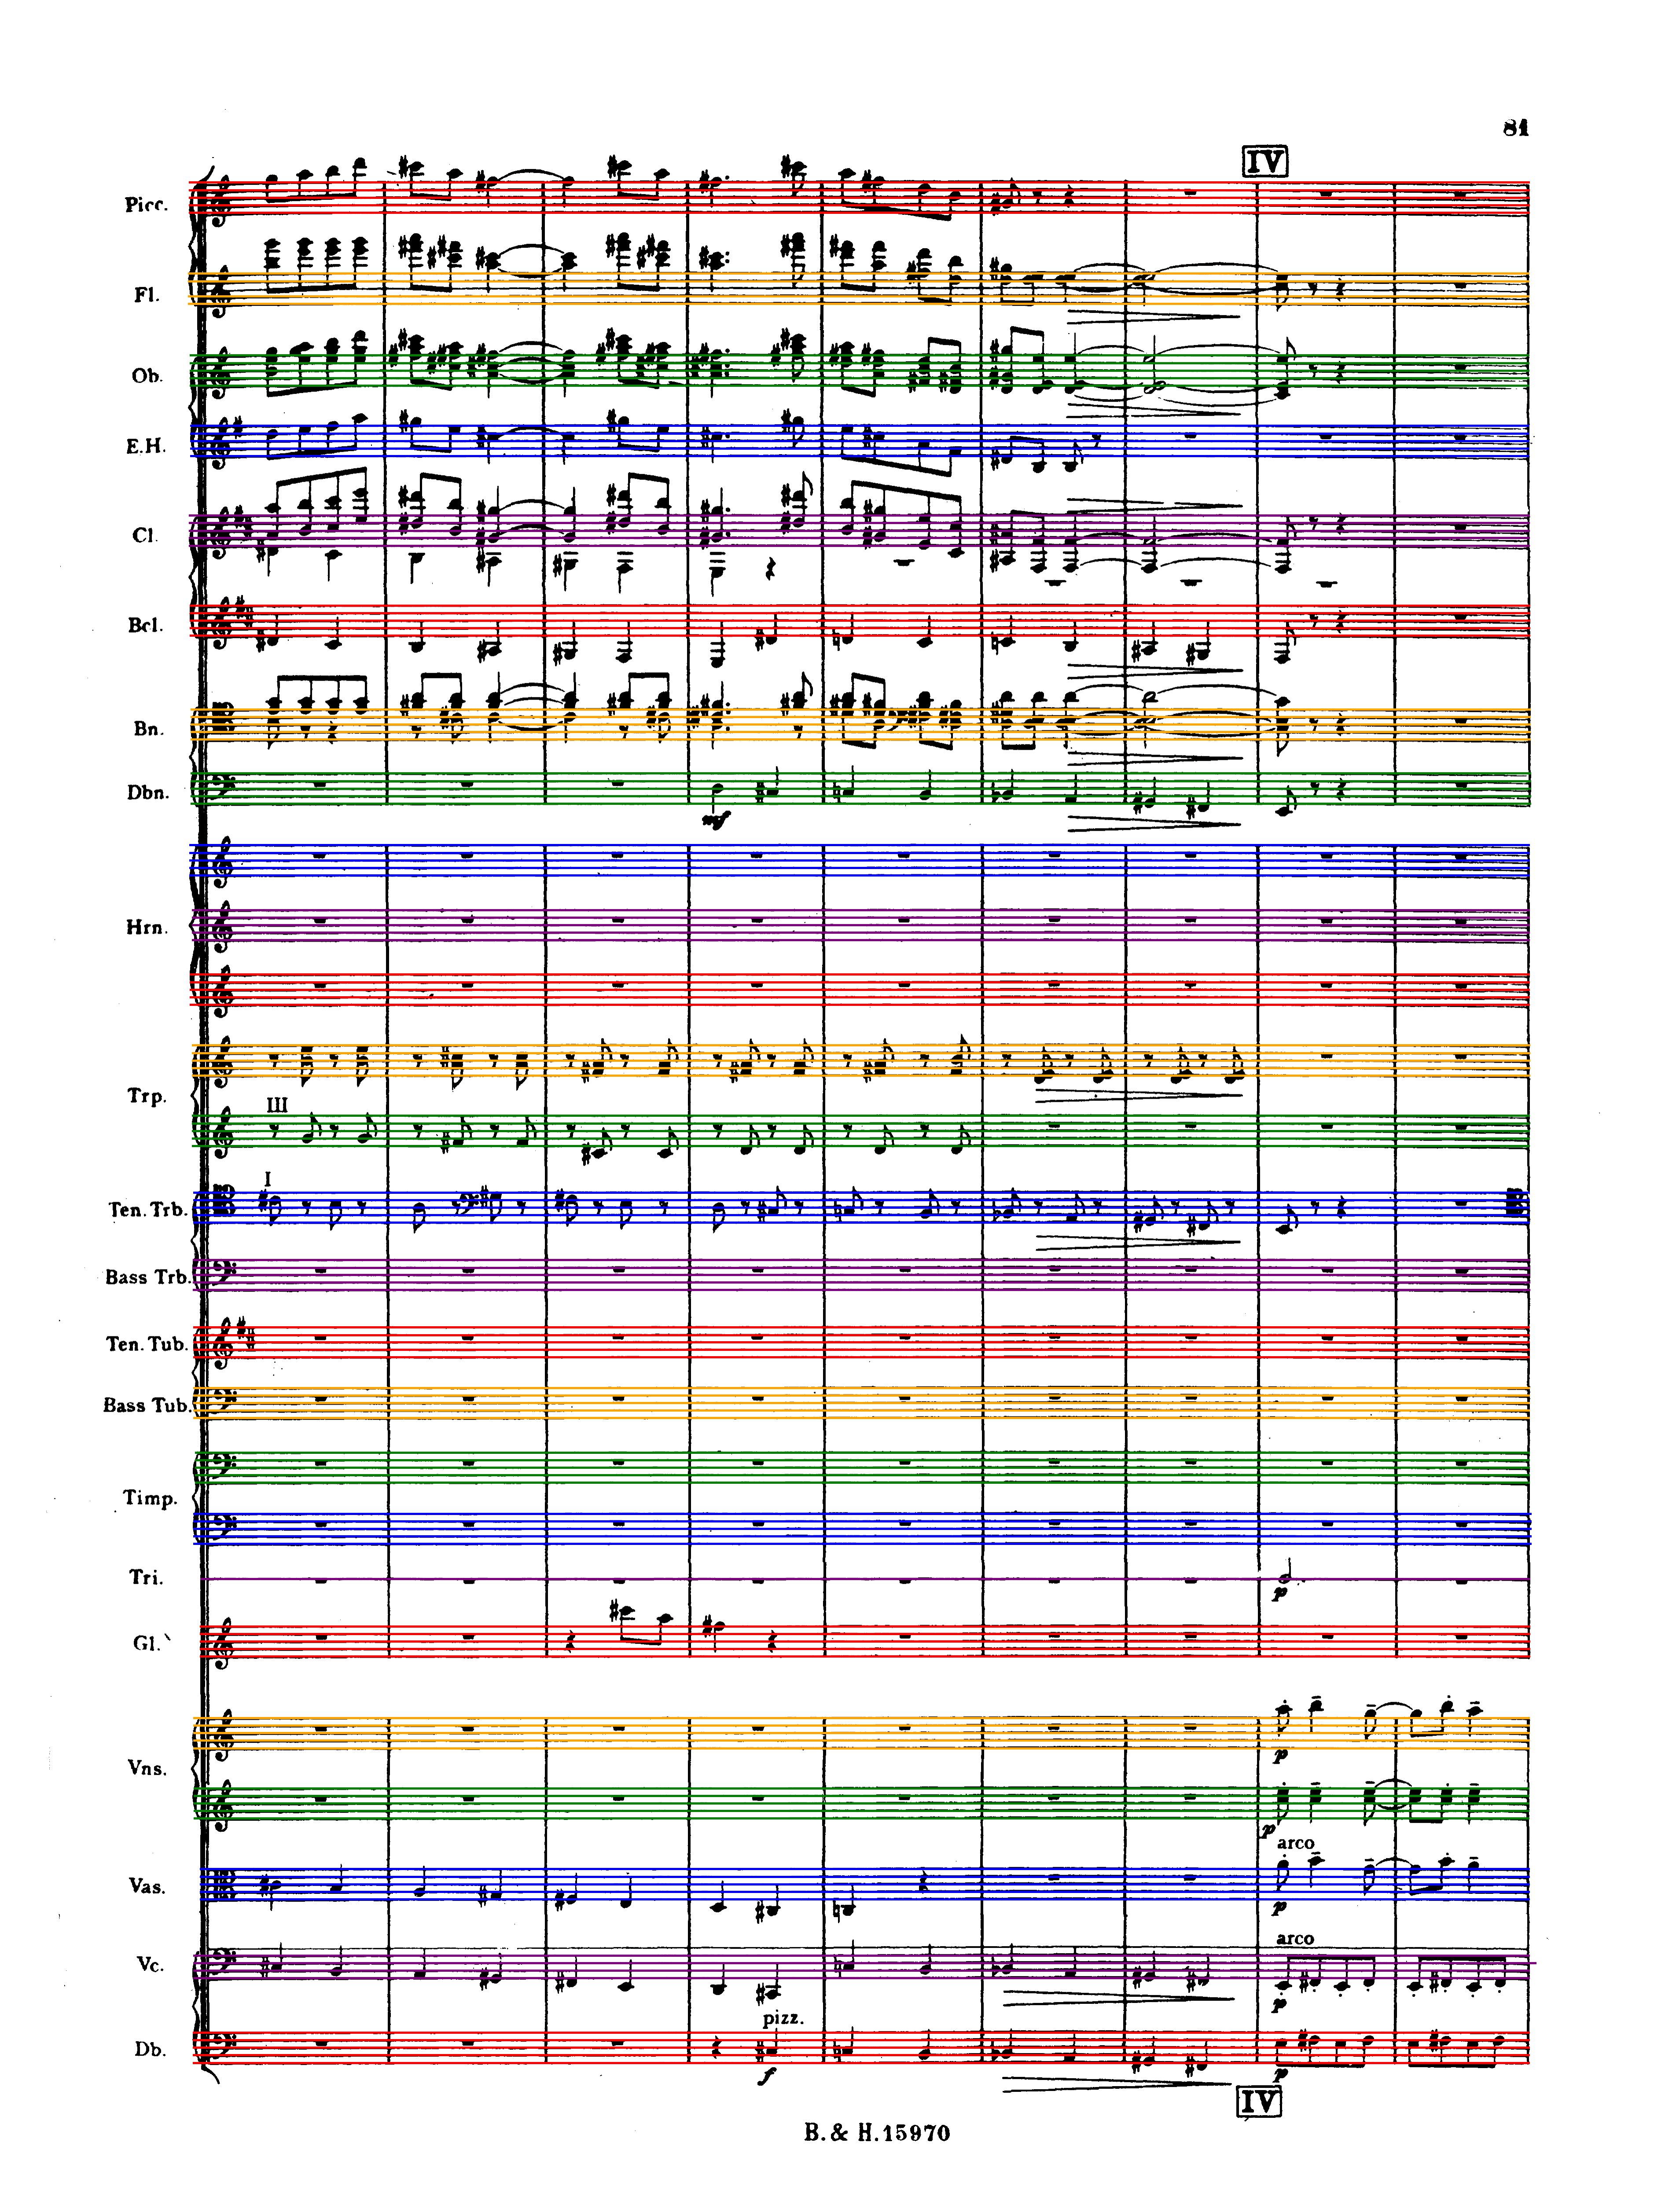 81
IV
Picc.
Fl.
Ob.
E.H.
Cl.
Bcl.
Bn.
Dbn.
mf
Hrn.
Trp.
III
I
Ten. Trb.
Bass Trb.
Ten. Tub.
Bass Tub.
Timp.
Tri.
p
Gl.
Vns.
p
p
arco
Vas.
p
arco
Vc.
p
pizz.
Db.
f
p
IV
B. & H. 15970